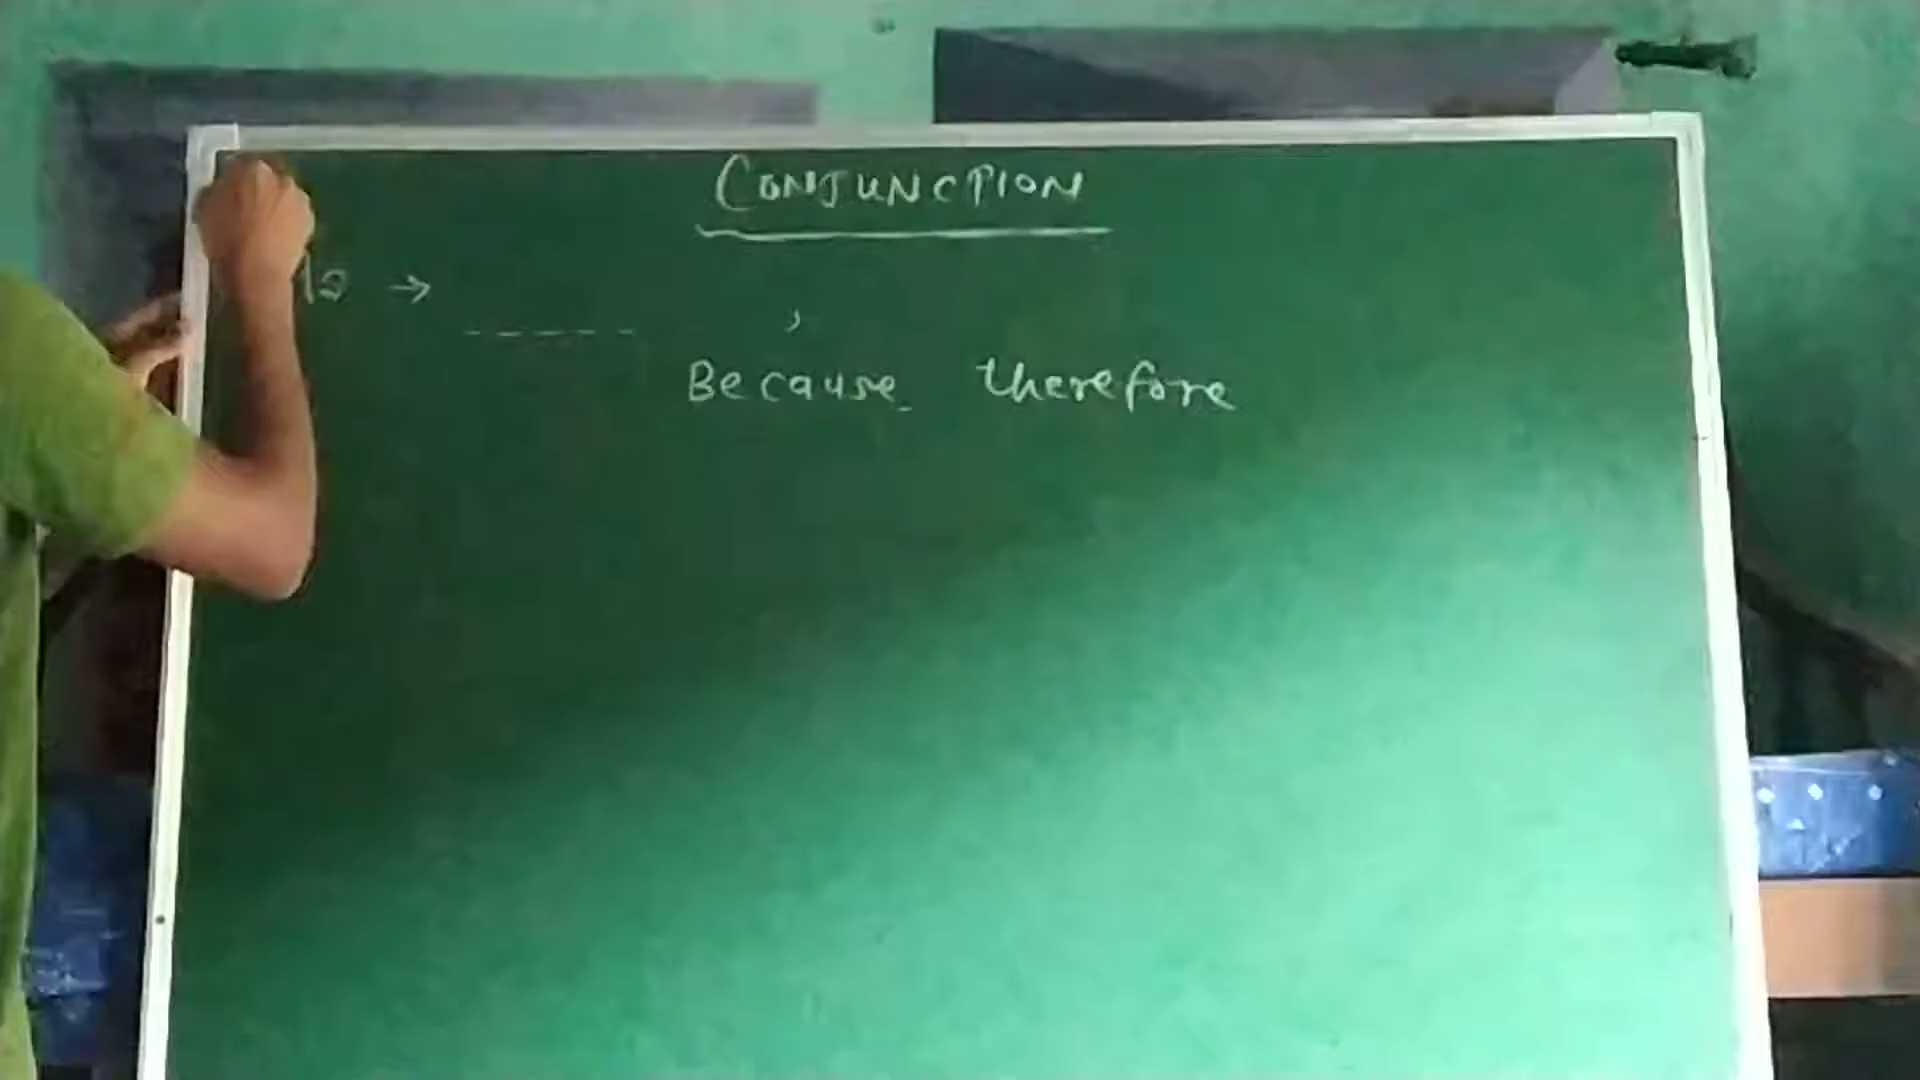 CONJUNCTION
→
- - - - - ,
Because therefore